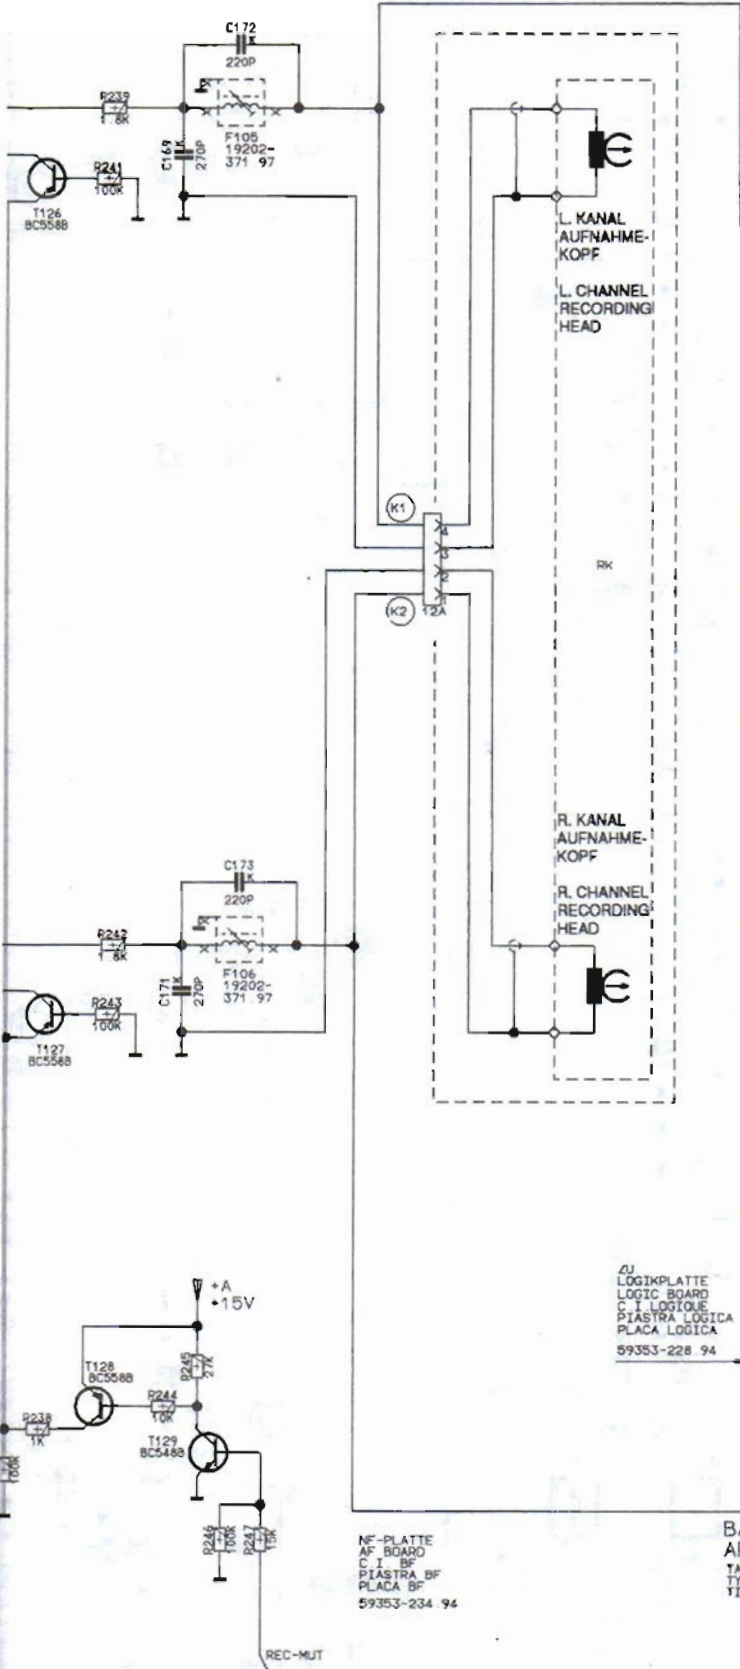 C172
K
220P
R239
1.8K
K
F105
19202-
371.97
C169
K
270P
R241
100K
T126
BC558B
L. KANAL
AUFNAHME-
KOPF
L. CHANNEL
RECORDING
HEAD
K1
4
3
2
K2
12A
RK
R. KANAL
AUFNAHME-
KOPF
R. CHANNEL
RECORDING
HEAD
C173
K
220P
R242
1.8K
K
F106
19202-
371.97
C171
K
270P
R243
100K
T127
BC558B
+A
+15V
ZU
LOGIKPLATTE
LOGIC BOARD
C.I.LOGIQUE
PIASTRA LOGICA
PLACA LOGICA
59353-228.94
T128
BC558B
R245
27K
R244
10K
R238
1K
T129
BC548B
100K
R246
100K
R247
15K
NF-PLATTE
AF BOARD
C.I. BF
PIASTRA BF
PLACA BF
59353-234.94
REC-MUT